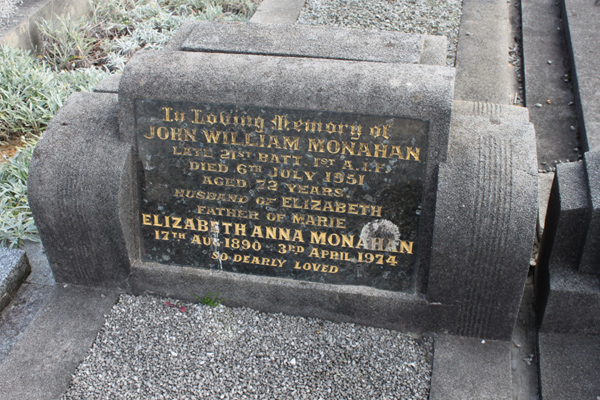 In Loving Memory of
JOHN WILLIAM MONAHAN
LATE 21ST BATT 1ST A.I.F.
DIED 6TH JULY 1951
AGED 72 YEARS.
HUSBAND OF ELIZABETH
FATHER OF MARIE
ELIZABETH ANNA MONAHAN
17TH AUG 1890 - 3RD APRIL 1974
SO DEARLY LOVED